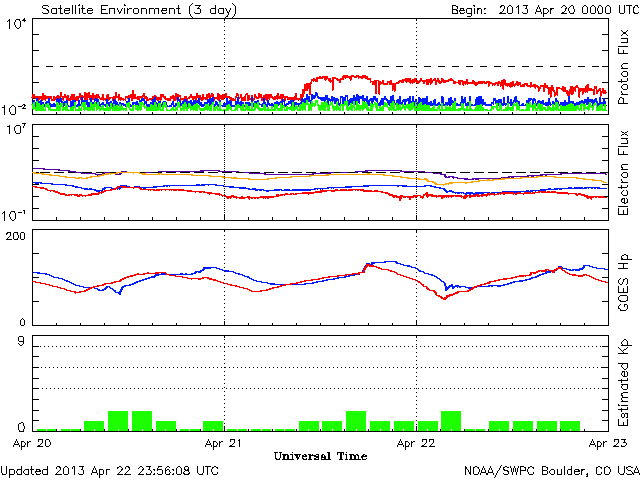 Satellite Environment (3 day) Begin: 2013 Apr 20 0000 UTC
10^4
Proton Flux
10^-2
10^7
Electron Flux
10^-1
200
GOES Hp
0
9
Estimated Kp
0
Apr 20 Apr 21 Apr 22 Apr 23
Universal Time
Updated 2013 Apr 22 23:56:08 UTC NOAA/SWPC Boulder, CO USA